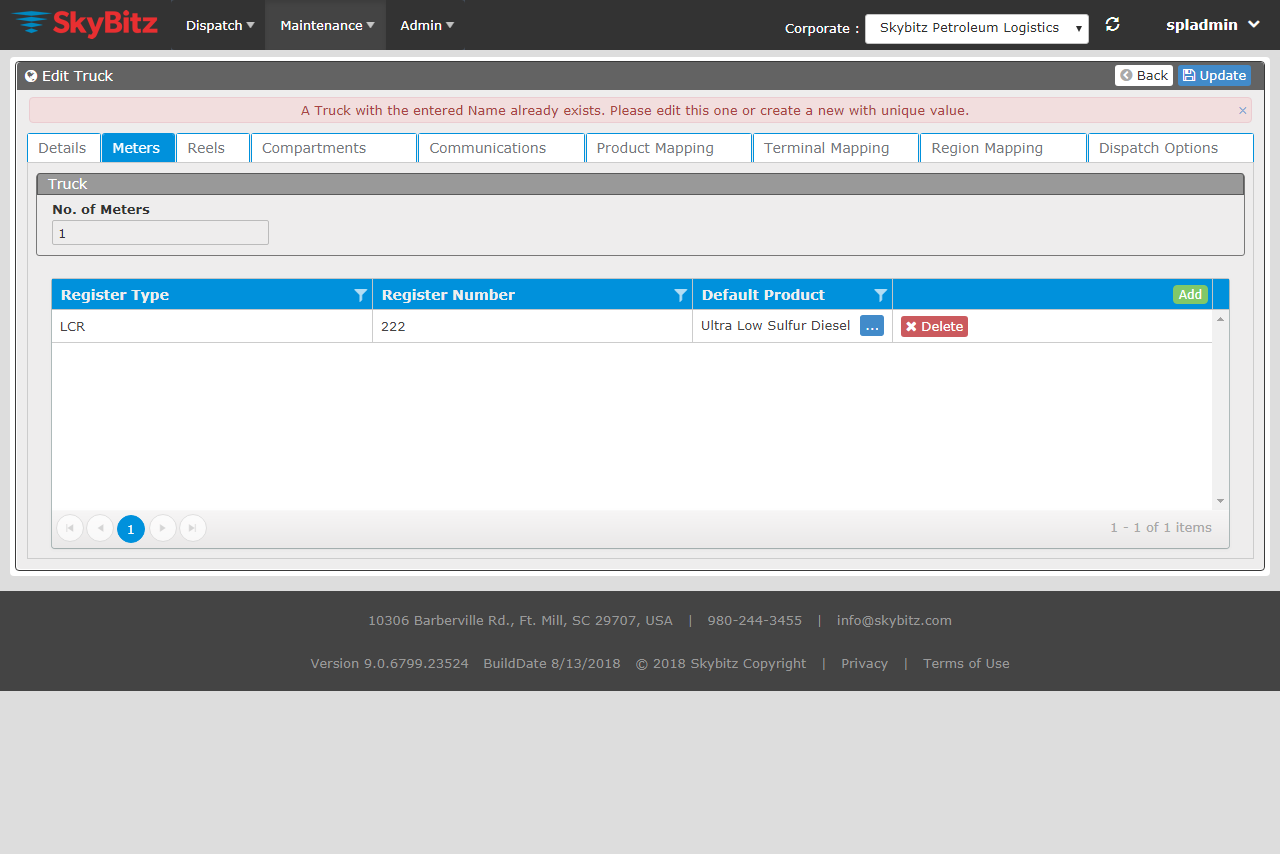 SkyBitz Dispatch Maintenance Admin Corporate : Skybitz Petroleum Logistics spladmin
Edit Truck Back Update
A Truck with the entered Name already exists. Please edit this one or create a new with unique value. ×
Details Meters Reels Compartments Communications Product Mapping Terminal Mapping Region Mapping Dispatch Options
Truck
No. of Meters
1
Register Type Register Number Default Product Add
LCR 222 Ultra Low Sulfur Diesel ... Delete
1 1 - 1 of 1 items
10306 Barberville Rd., Ft. Mill, SC 29707, USA | 980-244-3455 | info@skybitz.com
Version 9.0.6799.23524 BuildDate 8/13/2018 © 2018 Skybitz Copyright | Privacy | Terms of Use